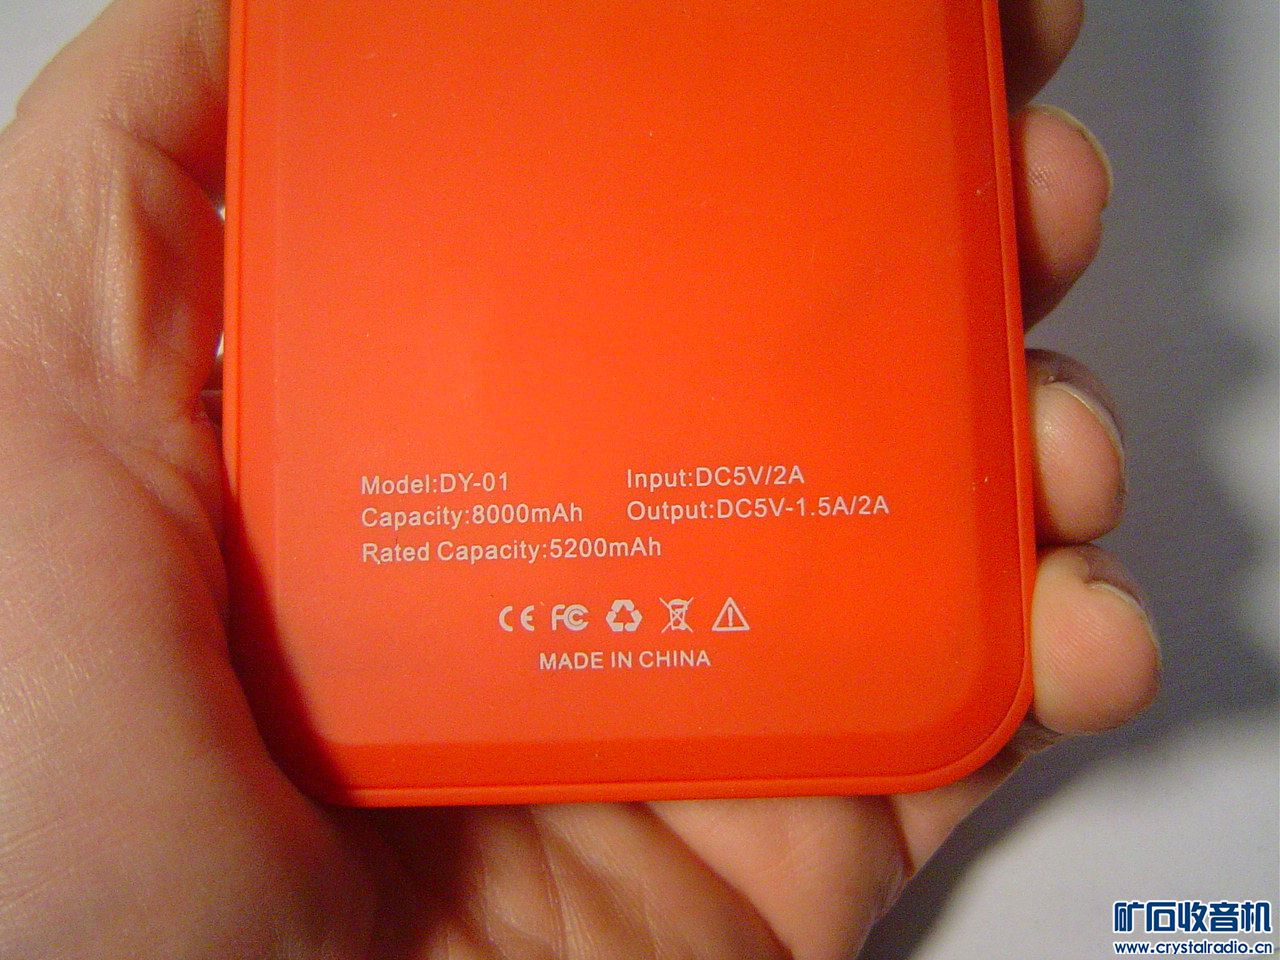 Model:DY-01
Input:DC5V/2A
Capacity:8000mAh
Output:DC5V-1.5A/2A
Rated Capacity:5200mAh
CE FC
MADE IN CHINA
矿石收音机
www.crystalradio.cn